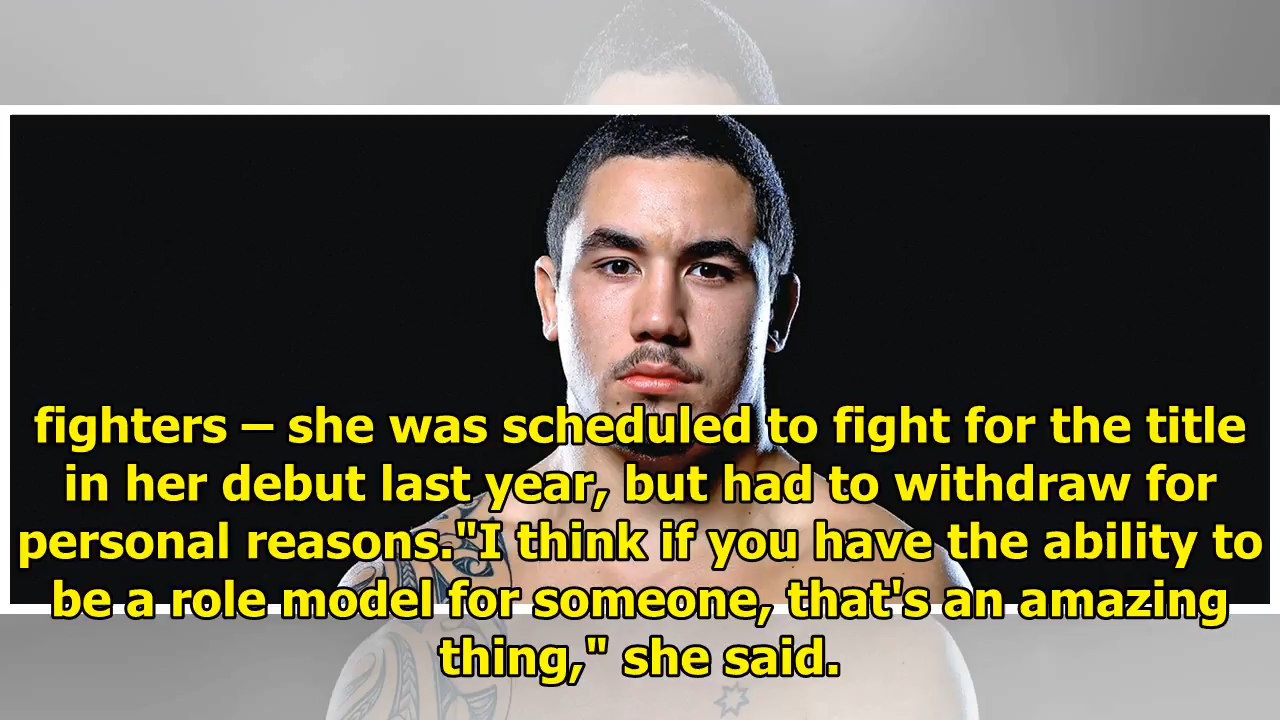 fighters – she was scheduled to fight for the title
in her debut last year, but had to withdraw for
personal reasons."I think if you have the ability to
be a role model for someone, that's an amazing
thing," she said.